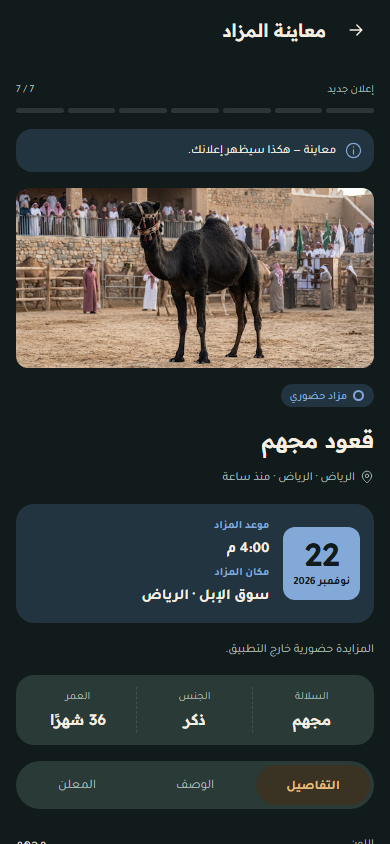 معاينة المزاد
إعلان جديد
7 / 7
معاينة – هكذا سيظهر إعلانك.
مزاد حضوري
قعود مجهم
الرياض · الرياض · منذ ساعة
22
نوفمبر 2026
موعد المزاد
4:00 م
مكان المزاد
سوق الإبل · الرياض
المزايدة حضورية خارج التطبيق.
السلالة
مجهم
الجنس
ذكر
العمر
36 شهرًا
التفاصيل
الوصف
المعلن